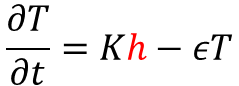 ∂T/∂t = Kh − ϵT